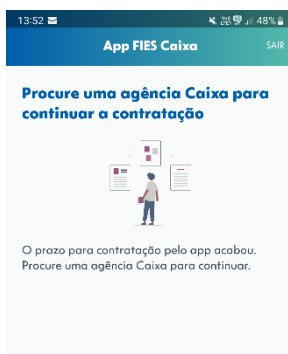 13:52 48%
App FIES Caixa SAIR
Procure uma agência Caixa para
continuar a contratação
O prazo para contratação pelo app acabou.
Procure uma agência Caixa para continuar.